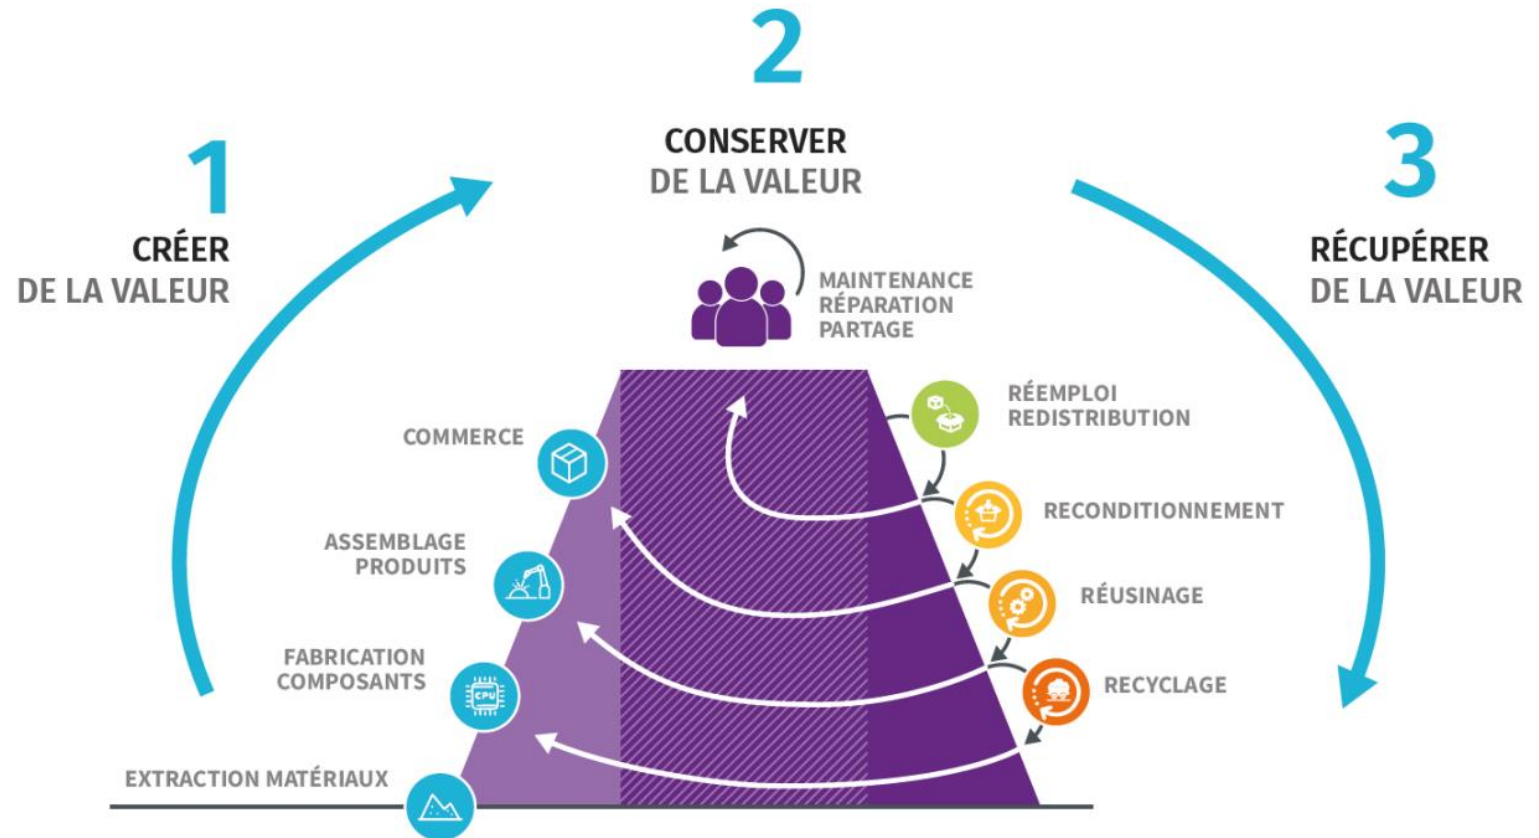 1
CRÉER
DE LA VALEUR
2
CONSERVER
DE LA VALEUR
3
RÉCUPÉRER
DE LA VALEUR
MAINTENANCE
RÉPARATION
PARTAGE
COMMERCE
ASSEMBLAGE
PRODUITS
FABRICATION
COMPOSANTS
CPU
EXTRACTION MATÉRIAUX
RÉEMPLOI
REDISTRIBUTION
RECONDITIONNEMENT
RÉUSINAGE
RECYCLAGE